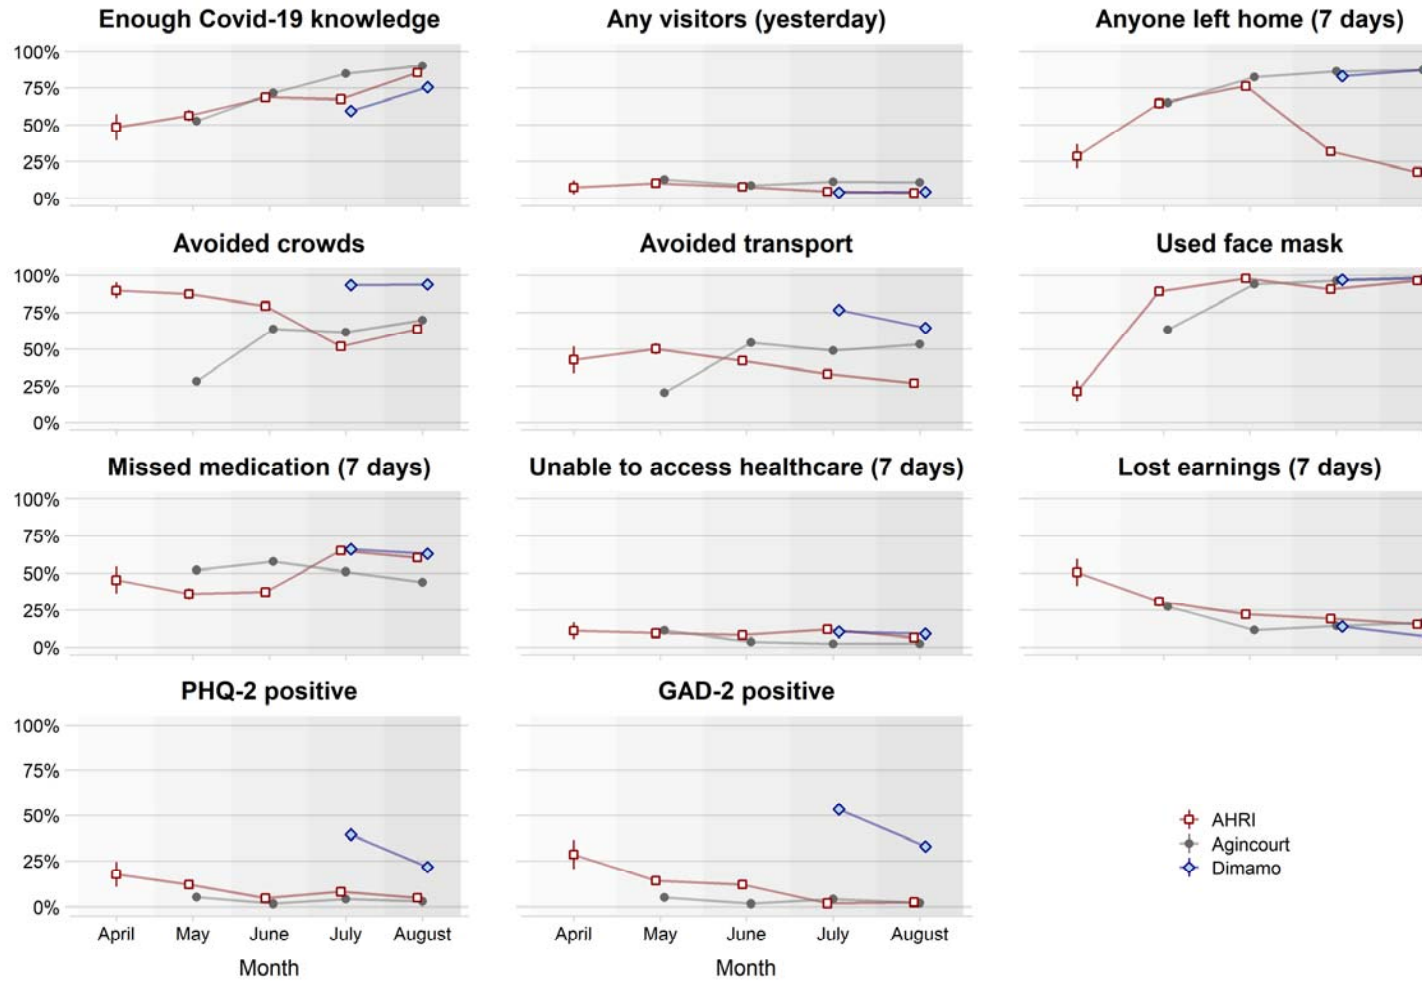 Enough Covid-19 knowledge
Any visitors (yesterday)
Anyone left home (7 days)
100%
75%
50%
25%
0%
Avoided crowds
Avoided transport
Used face mask
100%
75%
50%
25%
0%
Missed medication (7 days)
Unable to access healthcare (7 days)
Lost earnings (7 days)
100%
75%
50%
25%
0%
PHQ-2 positive
GAD-2 positive
100%
75%
50%
25%
0%
April May June July August
Month
April May June July August
Month
AHRI
Agincourt
Dimamo